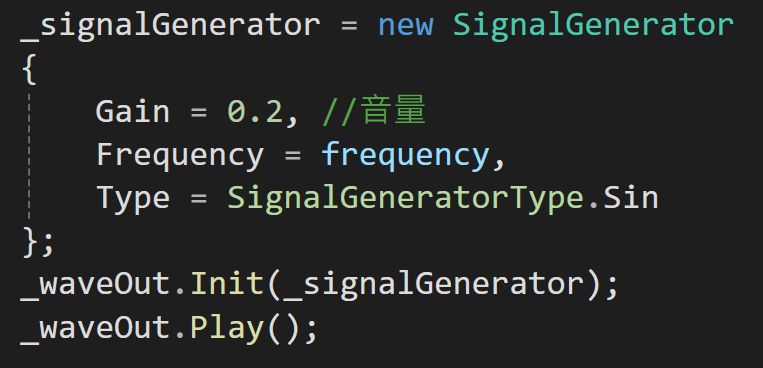 _signalGenerator = new SignalGenerator
{
    Gain = 0.2, //音量
    Frequency = frequency,
    Type = SignalGeneratorType.Sin
};
_waveOut.Init(_signalGenerator);
_waveOut.Play();